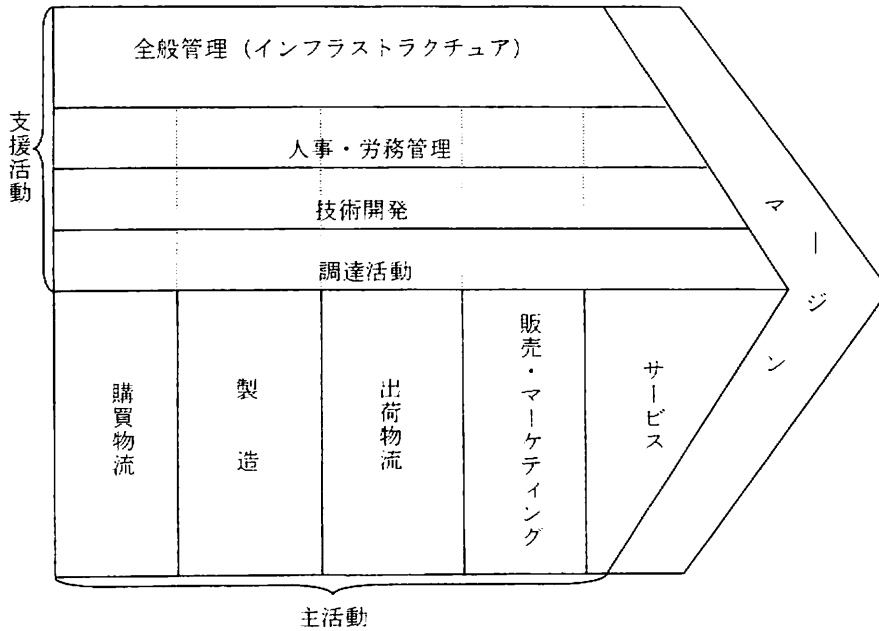 全般管理（インフラストラクチュア）
支援活動
人事・労務管理
技術開発
調達活動
マージン
購買物流
製造
出荷物流
販売・マーケティング
サービス
主活動